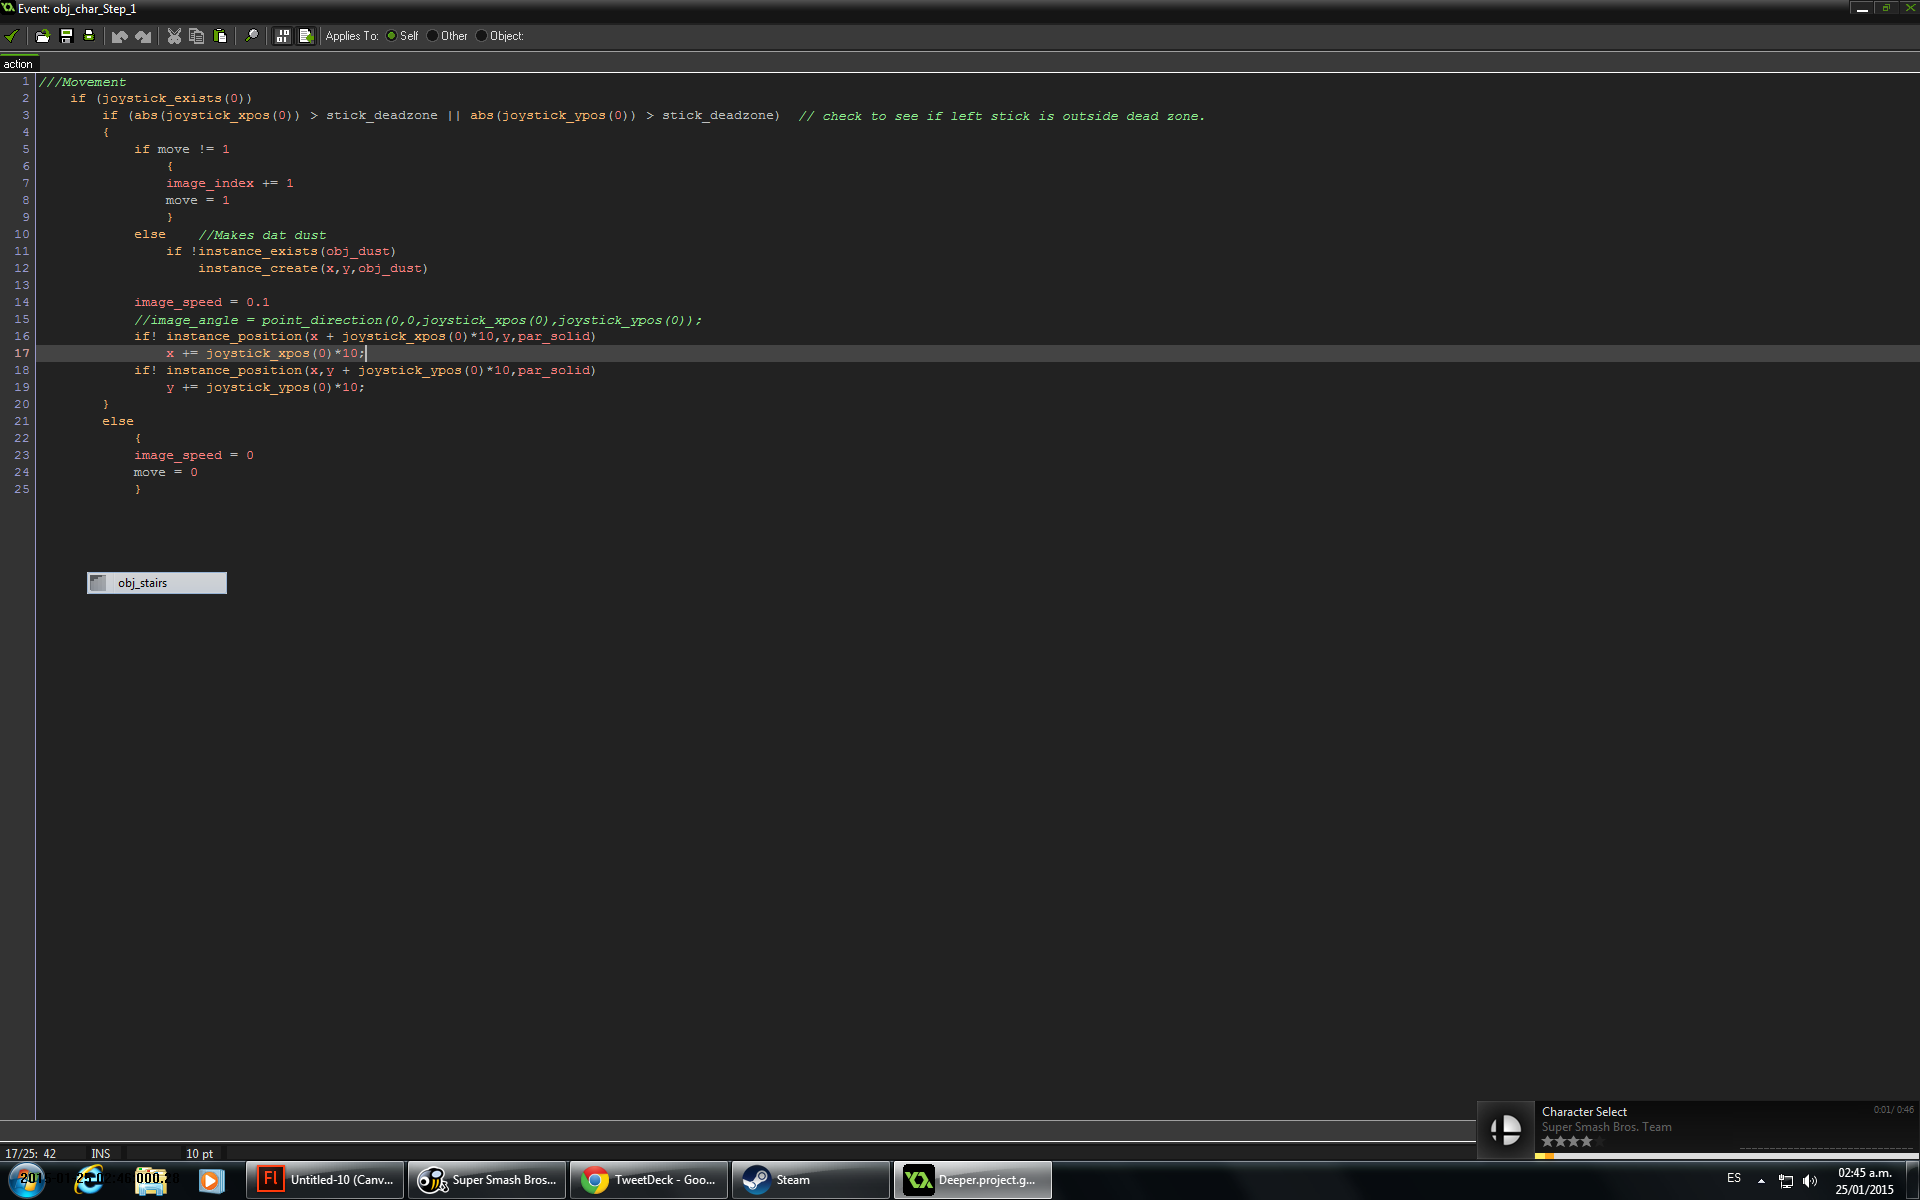 Event: obj_char_Step_1
Applies To: Self Other Object:
action
1 ///Movement
2 if (joystick_exists(0))
3 if (abs(joystick_xpos(0)) > stick_deadzone || abs(joystick_ypos(0)) > stick_deadzone) // check to see if left stick is outside dead zone.
4 {
5 if move != 1
6 {
7 image_index += 1
8 move = 1
9 }
10 else //Makes dat dust
11 if !instance_exists(obj_dust)
12 instance_create(x,y,obj_dust)
13
14 image_speed = 0.1
15 //image_angle = point_direction(0,0,joystick_xpos(0),joystick_ypos(0));
16 if! instance_position(x + joystick_xpos(0)*10,y,par_solid)
17 x += joystick_xpos(0)*10;
18 if! instance_position(x,y + joystick_ypos(0)*10,par_solid)
19 y += joystick_ypos(0)*10;
20 }
21 else
22 {
23 image_speed = 0
24 move = 0
25 }
obj_stairs
Character Select 0:01/ 0:46
Super Smash Bros. Team
17/25: 42 INS 10 pt
Fl Untitled-10 (Canv... Super Smash Bros... TweetDeck - Goo... Steam Deeper.project.g... ES 02:45 a.m.
25/01/2015